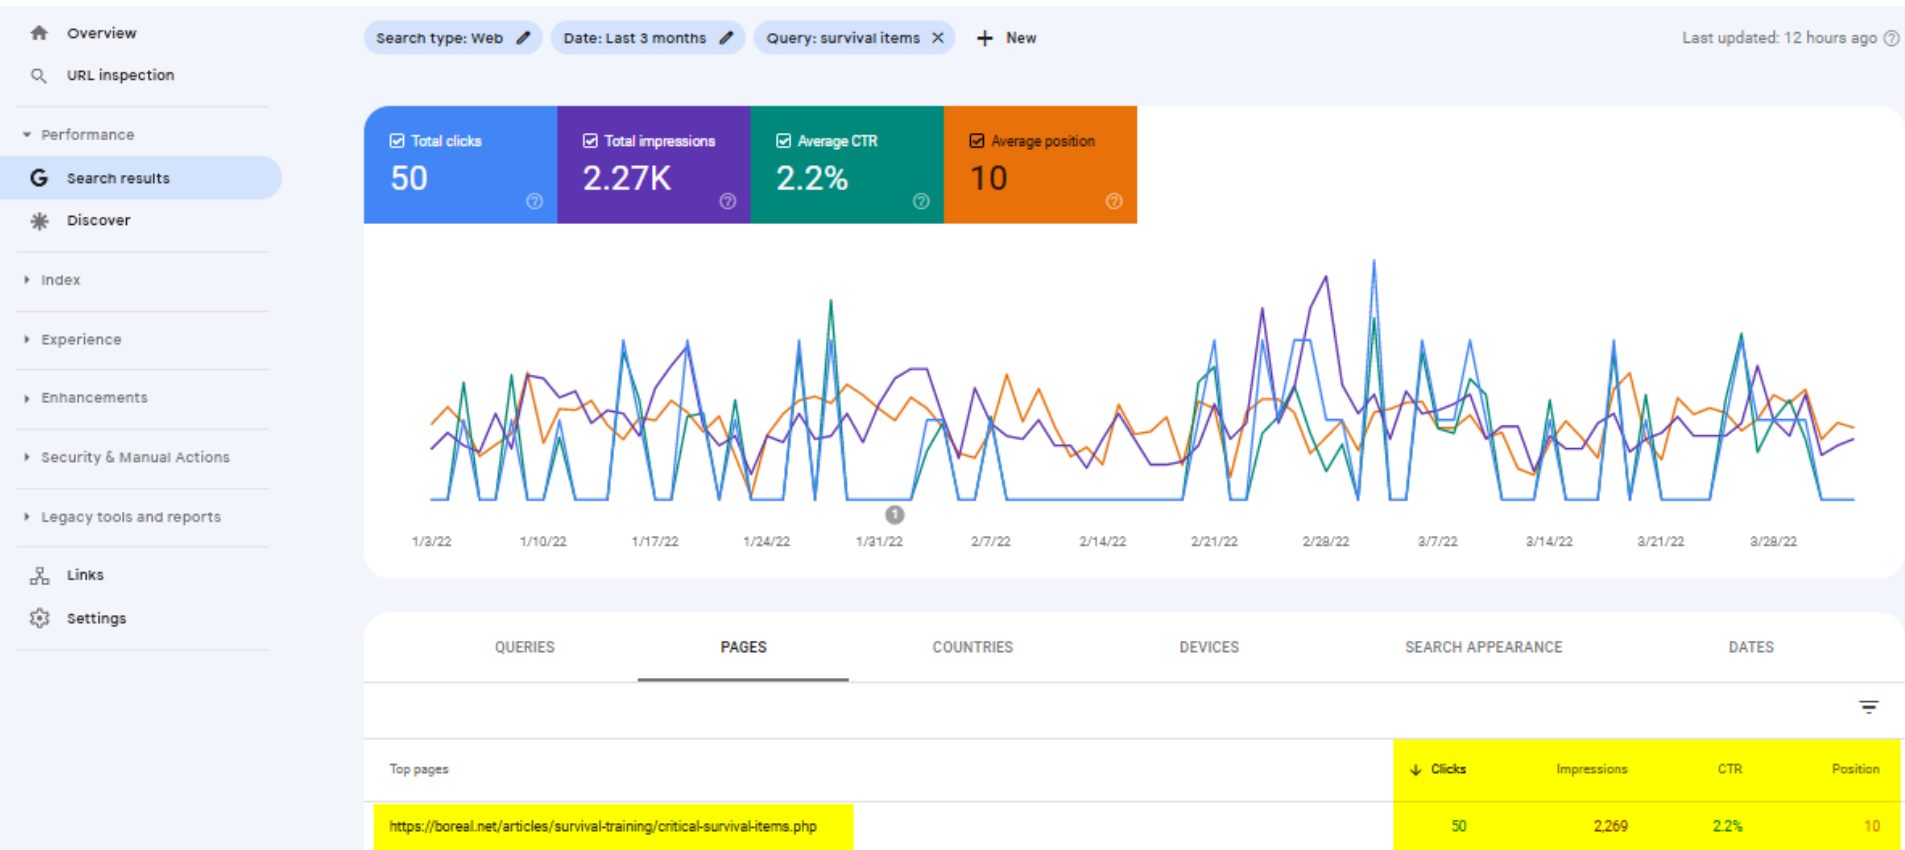 Overview
URL inspection
Performance
Search results
Discover
Index
Experience
Enhancements
Security & Manual Actions
Legacy tools and reports
Links
Settings
Search type: Web
Date: Last 3 months
Query: survival items
New
Last updated: 12 hours ago
Total clicks
50
Total impressions
2.27K
Average CTR
2.2%
Average position
10
1
1/3/22 1/10/22 1/17/22 1/24/22 1/31/22 2/7/22 2/14/22 2/21/22 2/28/22 3/7/22 3/14/22 3/21/22 3/28/22
QUERIES PAGES COUNTRIES DEVICES SEARCH APPEARANCE DATES
Top pages Clicks Impressions CTR Position
https://boreal.net/articles/survival-training/critical-survival-items.php 50 2,269 2.2% 10